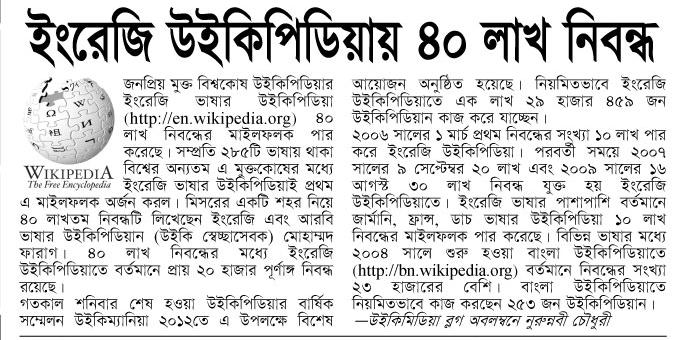 ইংরেজি উইকিপিডিয়ায় ৪০ লাখ নিবন্ধ
WIKIPEDIA
The Free Encyclopedia
জনপ্রিয় মুক্ত বিশ্বকোষ উইকিপিডিয়ার
ইংরেজি ভাষার উইকিপিডিয়া
(http://en.wikipedia.org) ৪০
লাখ নিবন্ধের মাইলফলক পার
করেছে। সম্প্রতি ২৮৫টি ভাষায় থাকা
বিশ্বের অন্যতম এ মুক্তকোষের মধ্যে
ইংরেজি ভাষার উইকিপিডিয়াই প্রথম
এ মাইলফলক অর্জন করল। মিসরের একটি শহর নিয়ে
৪০ লাখতম নিবন্ধটি লিখেছেন ইংরেজি এবং আরবি
ভাষার উইকিপিডিয়ান (উইকি স্বেচ্ছাসেবক) মোহাম্মদ
ফারাগ। ৪০ লাখ নিবন্ধের মধ্যে ইংরেজি
উইকিপিডিয়াতে বর্তমানে প্রায় ২০ হাজার পূর্ণাঙ্গ নিবন্ধ
রয়েছে।
গতকাল শনিবার শেষ হওয়া উইকিপিডিয়ার বার্ষিক
সম্মেলন উইকিম্যানিয়া ২০১২তে এ উপলক্ষে বিশেষ
আয়োজন অনুষ্ঠিত হয়েছে। নিয়মিতভাবে ইংরেজি
উইকিপিডিয়াতে এক লাখ ২৯ হাজার ৪৫৯ জন
উইকিপিডিয়ান কাজ করে যাচ্ছেন।
২০০৬ সালের ১ মার্চ প্রথম নিবন্ধের সংখ্যা ১০ লাখ পার
করে ইংরেজি উইকিপিডিয়া। পরবর্তী সময়ে ২০০৭
সালের ৯ সেপ্টেম্বর ২০ লাখ এবং ২০০৯ সালের ১৬
আগস্ট ৩০ লাখ নিবন্ধ যুক্ত হয় ইংরেজি
উইকিপিডিয়াতে। ইংরেজি ভাষার পাশাপাশি বর্তমানে
জার্মানি, ফ্রান্স, ডাচ ভাষার উইকিপিডিয়া ১০ লাখ
নিবন্ধের মাইলফলক পার করেছে। বিভিন্ন ভাষার মধ্যে
২০০৪ সালে শুরু হওয়া বাংলা উইকিপিডিয়াতে
(http://bn.wikipedia.org) বর্তমানে নিবন্ধের সংখ্যা
২৩ হাজারের বেশি। বাংলা উইকিপিডিয়াতে
নিয়মিতভাবে কাজ করছেন ২৫৩ জন উইকিপিডিয়ান।
—উইকিমিডিয়া ব্লগ অবলম্বনে নুরুন্নবী চৌধুরী